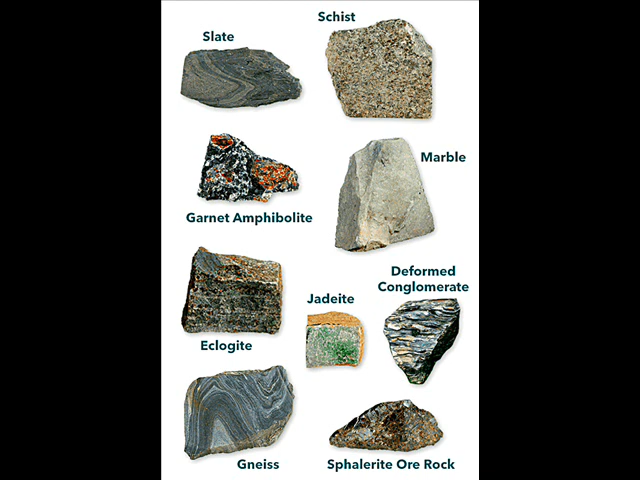 Schist
Slate
Marble
Garnet Amphibolite
Deformed
Conglomerate
Jadeite
Eclogite
Gneiss
Sphalerite Ore Rock